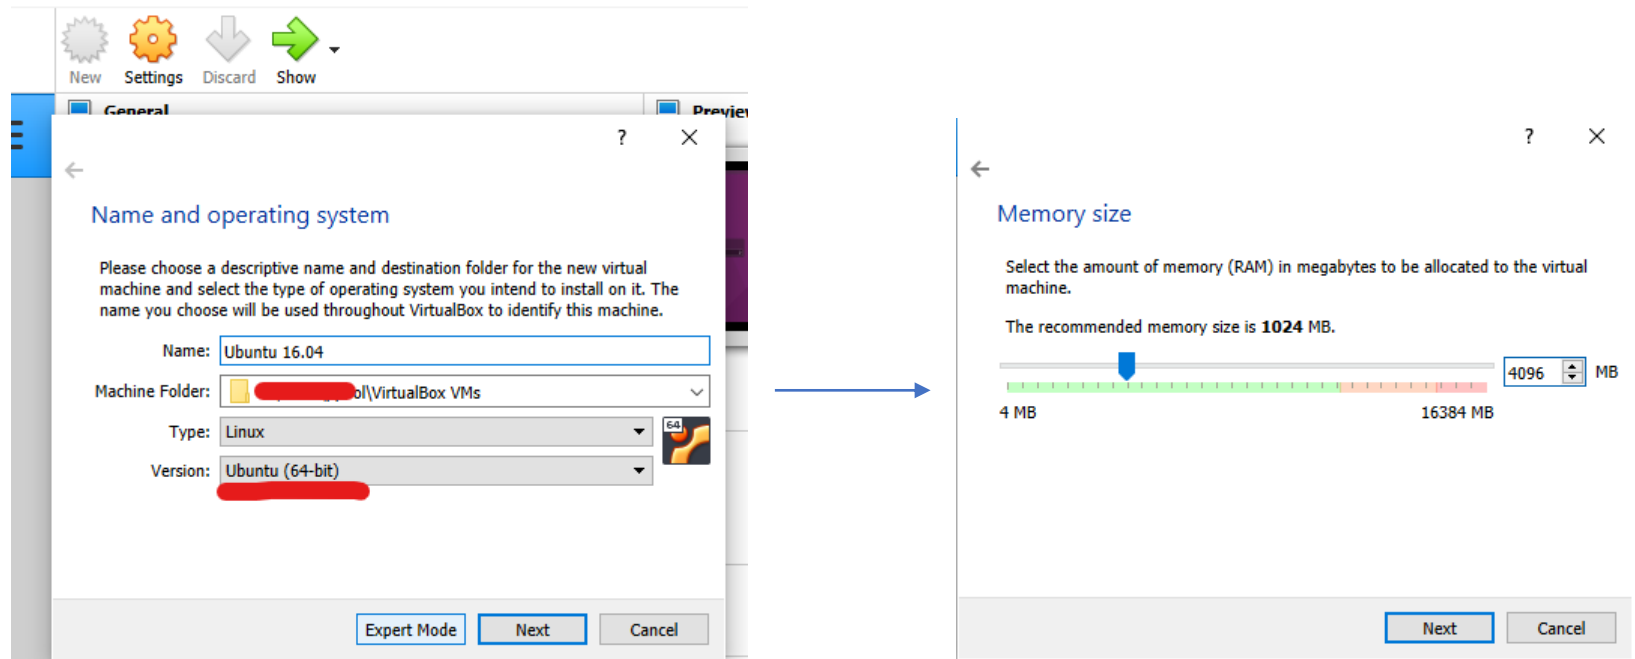 New Settings Discard Show
General
Preview
?
Name and operating system
Please choose a descriptive name and destination folder for the new virtual
machine and select the type of operating system you intend to install on it. The
name you choose will be used throughout VirtualBox to identify this machine.
Name: Ubuntu 16.04
Machine Folder: ol\VirtualBox VMs
Type: Linux
64
Version: Ubuntu (64-bit)
Expert Mode Next Cancel
?
Memory size
Select the amount of memory (RAM) in megabytes to be allocated to the virtual
machine.
The recommended memory size is 1024 MB.
4096 MB
4 MB 16384 MB
Next Cancel